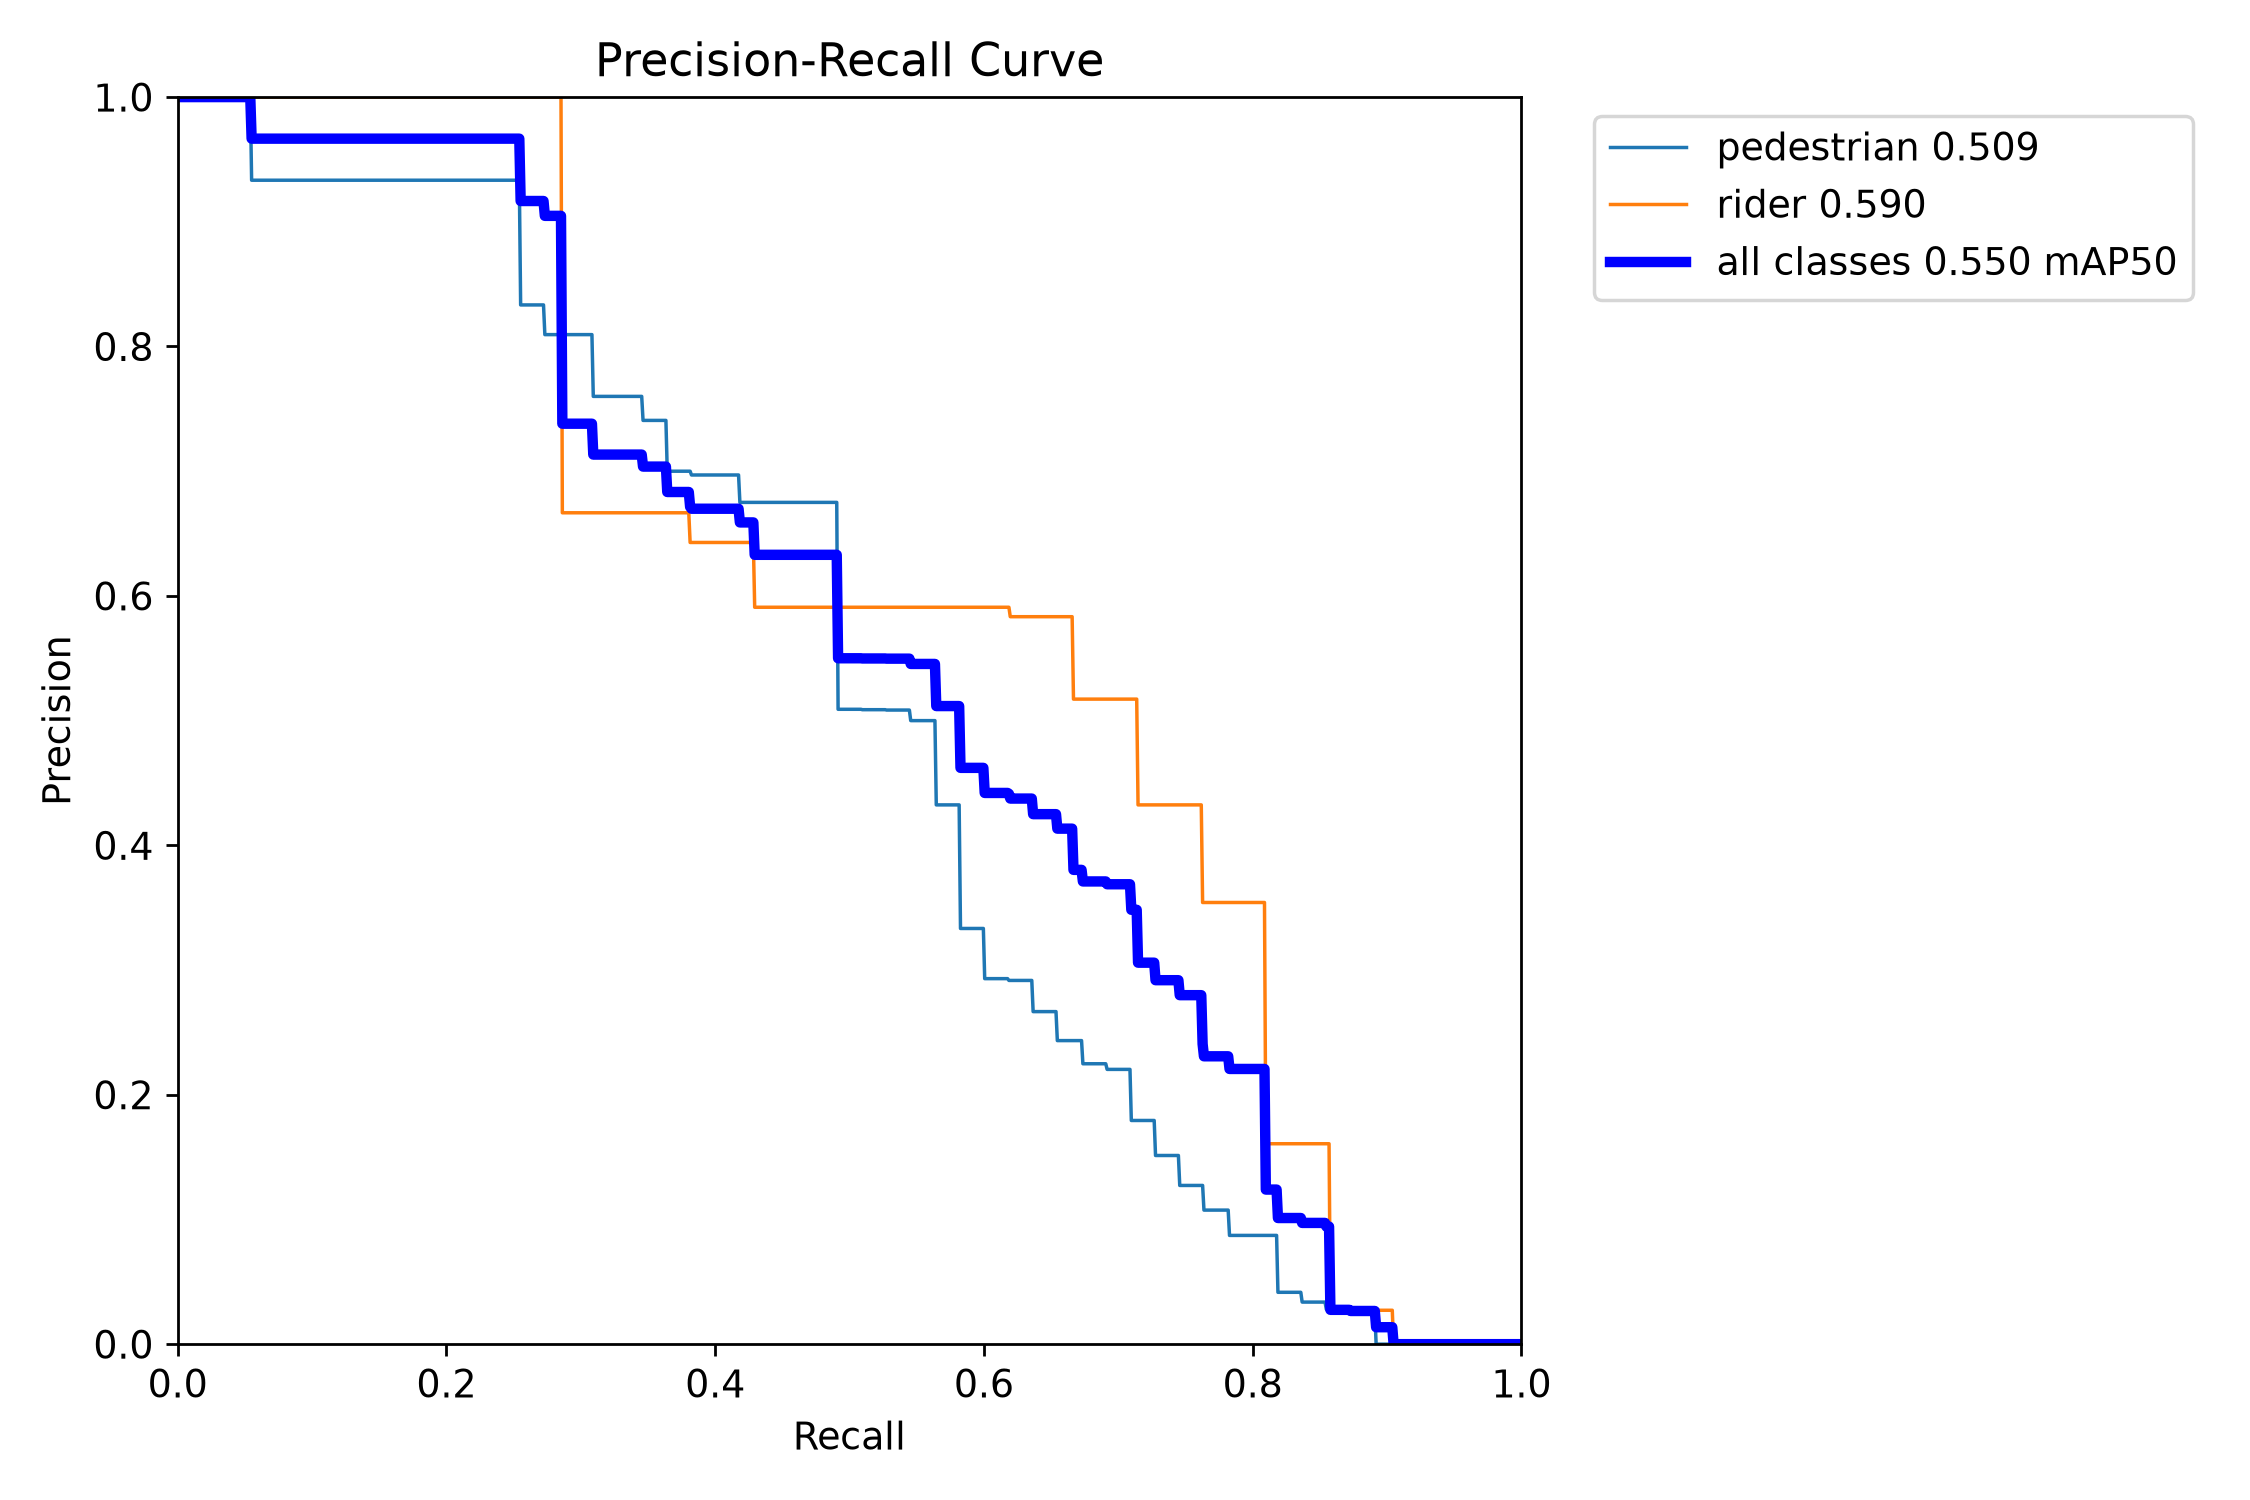 Precision-Recall Curve
1.0
0.8
0.6
0.4
0.2
0.0
Precision
0.0 0.2 0.4 0.6 0.8 1.0
Recall
pedestrian 0.509
rider 0.590
all classes 0.550 mAP50